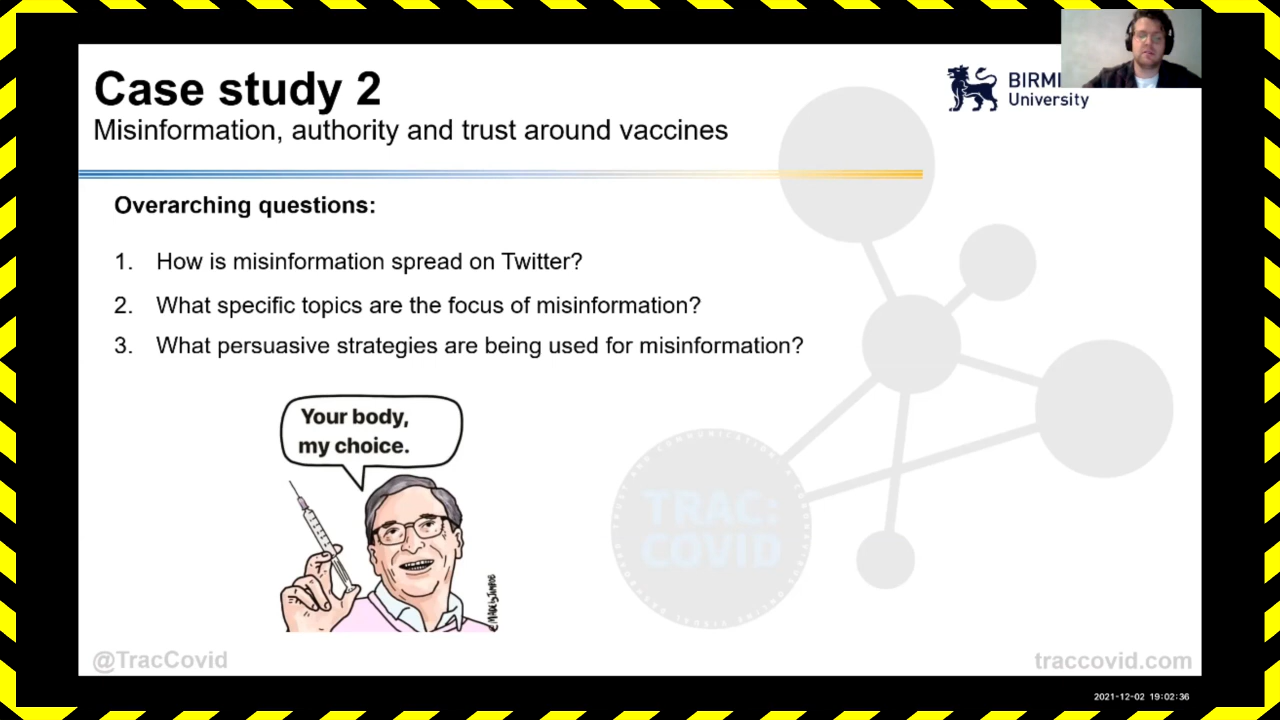 Case study 2
Misinformation, authority and trust around vaccines
BIRMI
University
Overarching questions:
1. How is misinformation spread on Twitter?
2. What specific topics are the focus of misinformation?
3. What persuasive strategies are being used for misinformation?
Your body,
my choice.
TRAC:
COVID
@TracCovid
traccovid.com
2021-12-02 19:02:36